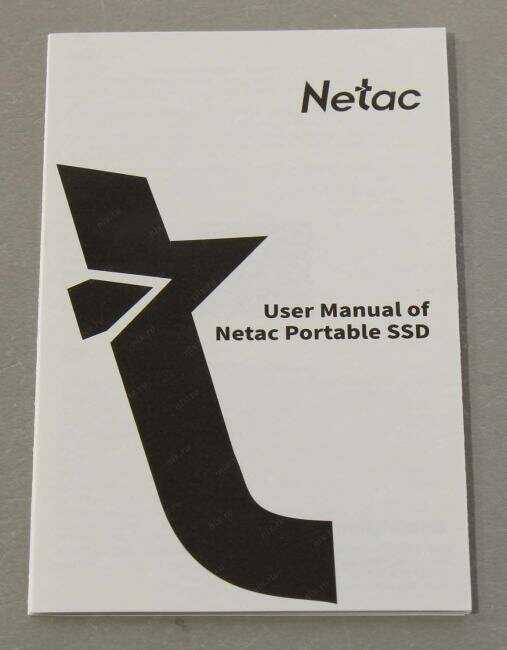 Netac
User Manual of
Netac Portable SSD